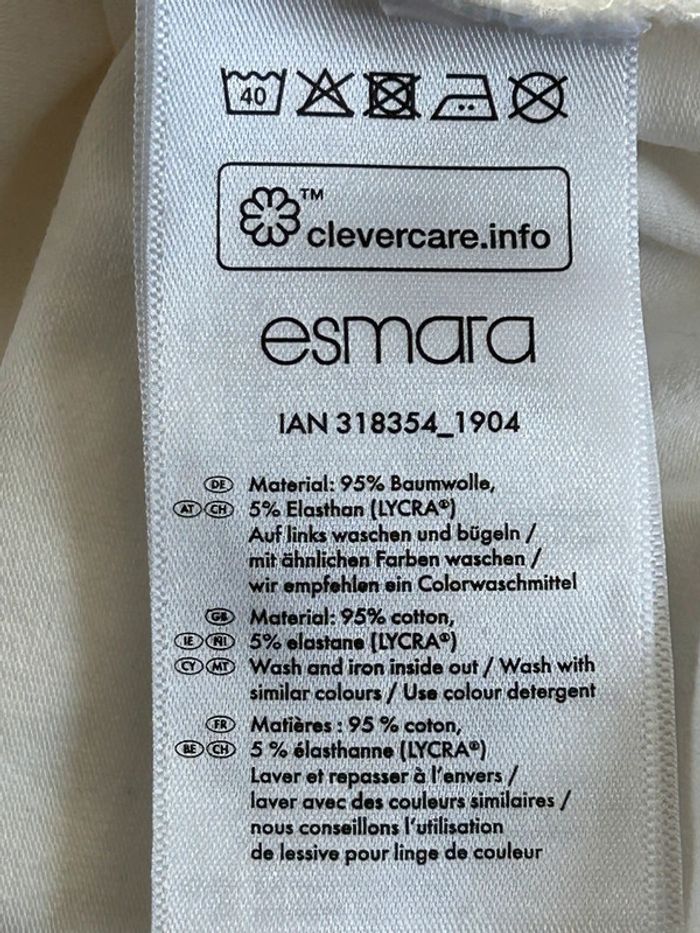 40
™
clevercare.info
esmara
IAN 318354_1904
DE Material: 95% Baumwolle,
AT CH 5% Elasthan (LYCRA®)
Auf links waschen und bügeln /
mit ähnlichen Farben waschen /
wir empfehlen ein Colorwaschmittel
GB Material: 95% cotton,
IE NI 5% elastane (LYCRA®)
CY MT Wash and iron inside out / Wash with
similar colours / Use colour detergent
FR Matières : 95 % coton,
BE CH 5 % élasthanne (LYCRA®)
Laver et repasser à l'envers /
laver avec des couleurs similaires /
nous conseillons l'utilisation
de lessive pour linge de couleur